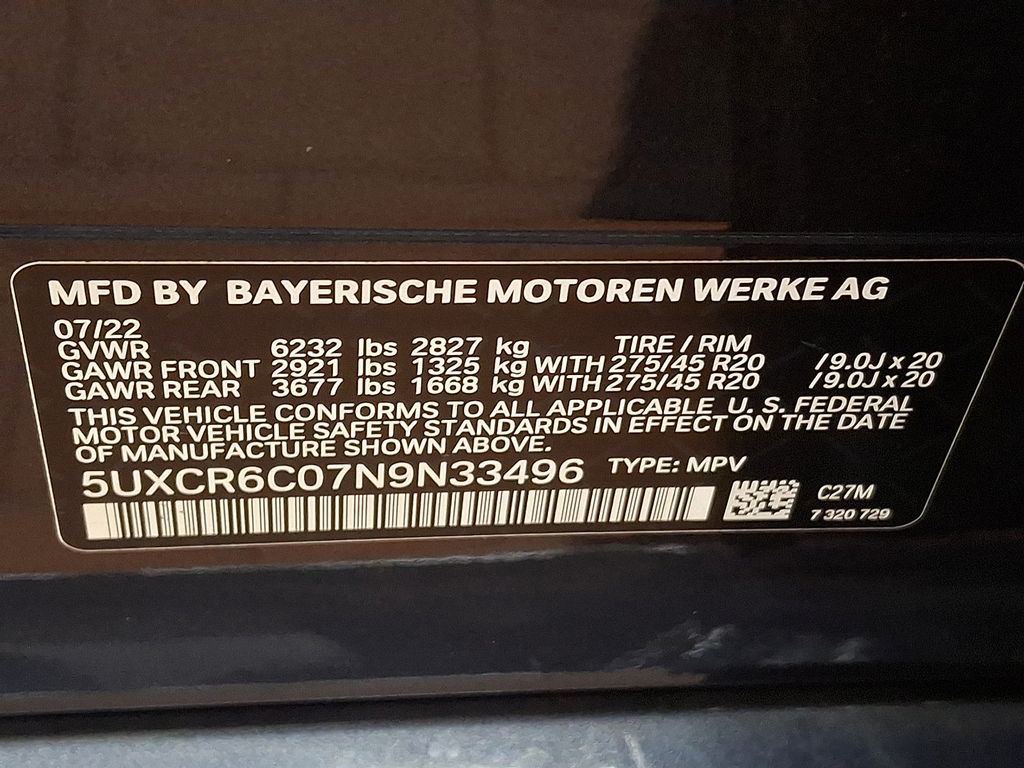 MFD BY BAYERISCHE MOTOREN WERKE AG
07/22
GVWR 6232 lbs 2827 kg TIRE / RIM
GAWR FRONT 2921 lbs 1325 kg WITH 275/45 R20 / 9.0J x 20
GAWR REAR 3677 lbs 1668 kg WITH 275/45 R20 / 9.0J x 20
THIS VEHICLE CONFORMS TO ALL APPLICABLE U. S. FEDERAL
MOTOR VEHICLE SAFETY STANDARDS IN EFFECT ON THE DATE
OF MANUFACTURE SHOWN ABOVE.
5UXCR6C07N9N33496 TYPE: MPV
C27M
7 320 729